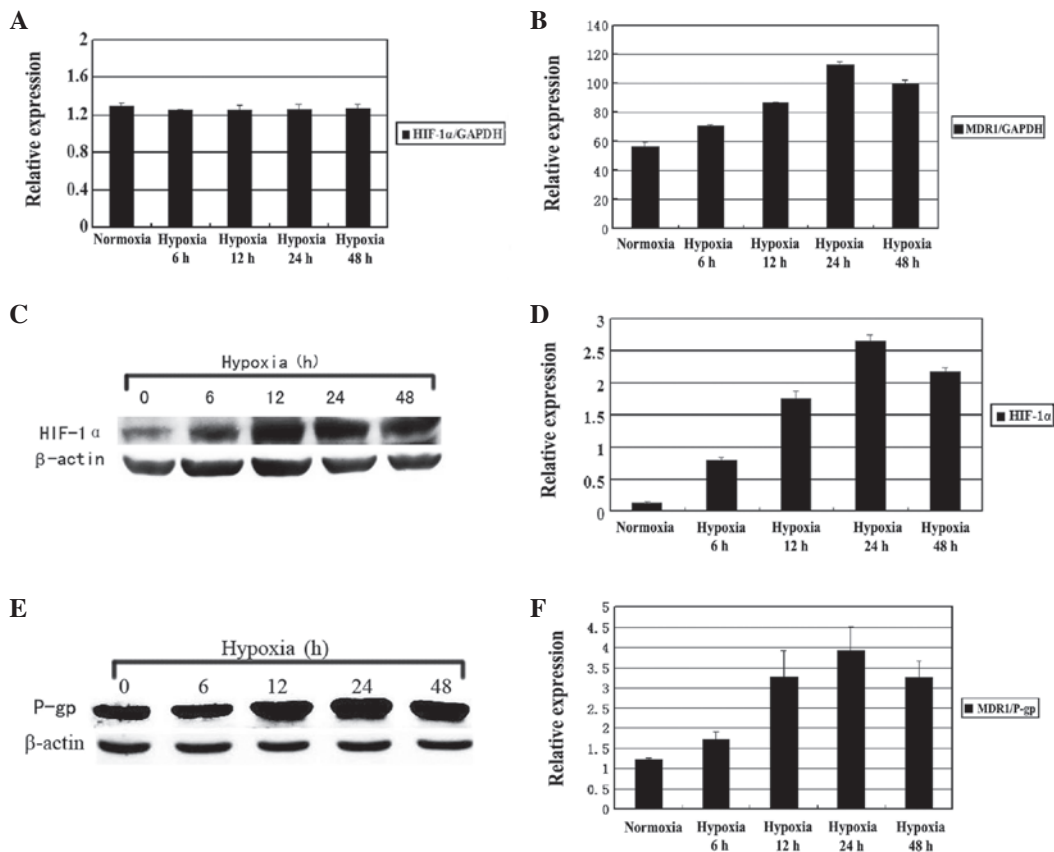 A
Relative expression
2
1.6
1.2
0.8
0.4
0
Normoxia
Hypoxia
6 h
Hypoxia
12 h
Hypoxia
24 h
Hypoxia
48 h
HIF-1α/GAPDH
B
Relative expression
140
120
100
80
60
40
20
0
Normoxia
Hypoxia
6 h
Hypoxia
12 h
Hypoxia
24 h
Hypoxia
48 h
MDR1/GAPDH
C
Hypoxia (h)
0 6 12 24 48
HIF-1α
β-actin
D
Relative expression
3
2.5
2
1.5
1
0.5
0
Normoxia
Hypoxia
6 h
Hypoxia
12 h
Hypoxia
24 h
Hypoxia
48 h
HIF-1α
E
Hypoxia (h)
0 6 12 24 48
P-gp
β-actin
F
Relative expression
5
4.5
4
3.5
3
2.5
2
1.5
1
0.5
0
Normoxia
Hypoxia
6 h
Hypoxia
12 h
Hypoxia
24 h
Hypoxia
48 h
MDR1/P-gp